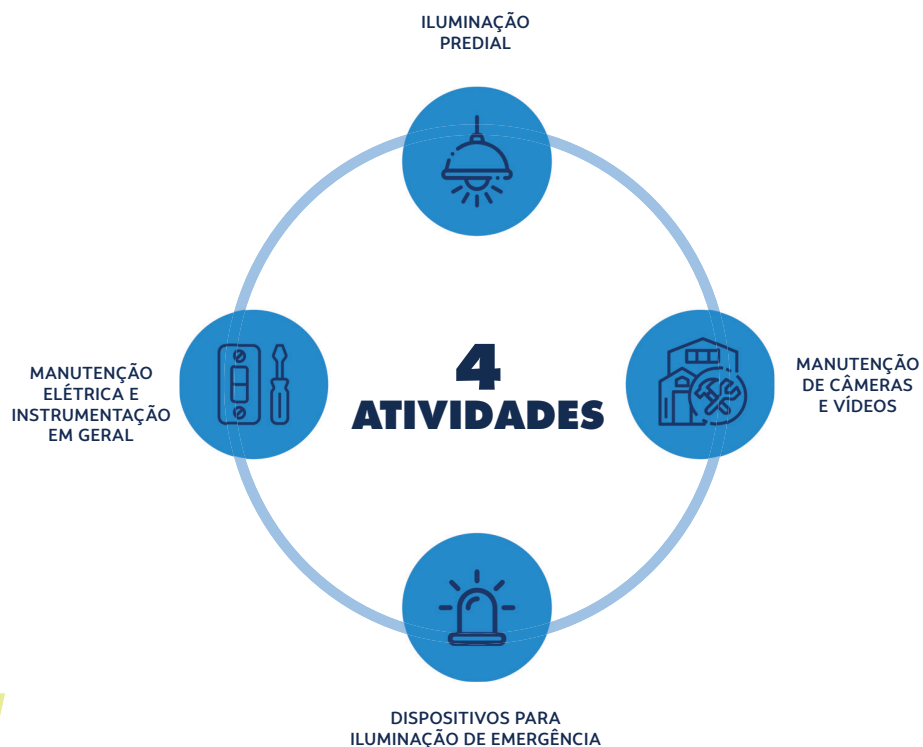 ILUMINAÇÃO
PREDIAL
MANUTENÇÃO
ELÉTRICA E
INSTRUMENTAÇÃO
EM GERAL
4
ATIVIDADES
MANUTENÇÃO
DE CÂMERAS
E VÍDEOS
DISPOSITIVOS PARA
ILUMINAÇÃO DE EMERGÊNCIA